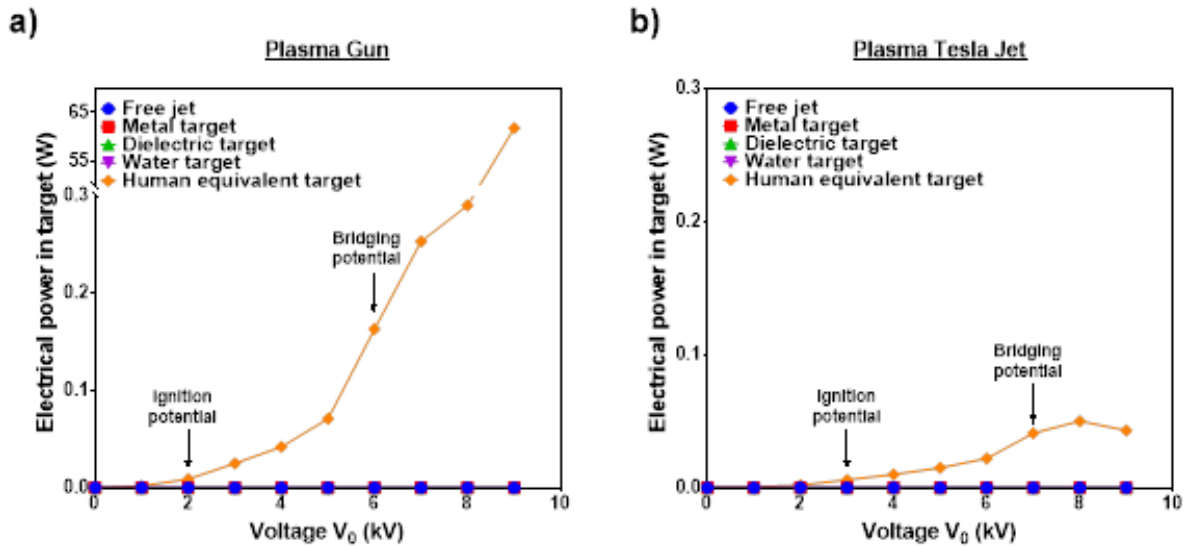 a)
Plasma Gun
Free jet
Metal target
Dielectric target
Water target
Human equivalent target
Bridging
potential
Ignition
potential
Electrical power in target (W)
65
55
0.3
0.2
0.1
0.0
0 2 4 6 8 10
Voltage V₀ (kV)
b)
Plasma Tesla Jet
Free jet
Metal target
Dielectric target
Water target
Human equivalent target
Bridging
potential
Ignition
potential
Electrical power in target (W)
0.3
0.2
0.1
0.0
0 2 4 6 8 10
Voltage V₀ (kV)